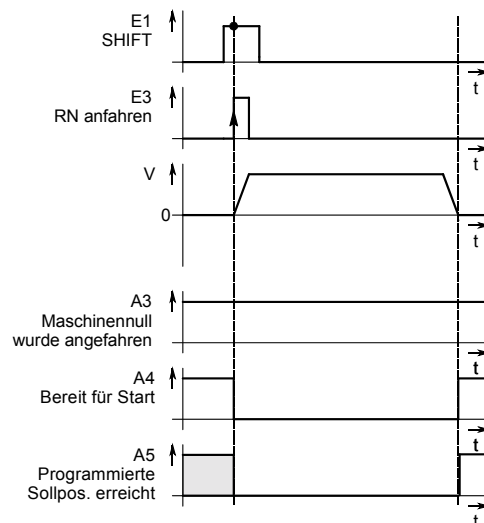 E1
SHIFT
t
E3
RN anfahren
t
V
0
t
A3
Maschinennull
wurde angefahren
t
A4
Bereit für Start
t
A5
Programmierte
Sollpos. erreicht
t